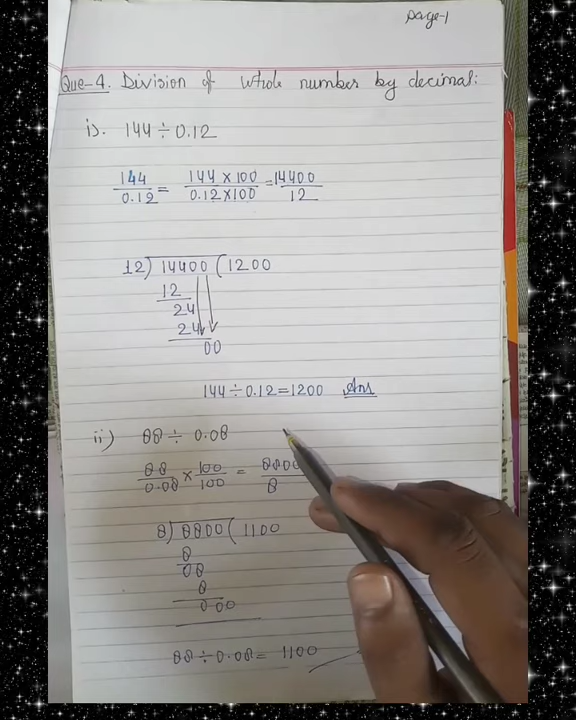 Page-1
Que-4. Division of whole number by decimal:
i). 144 ÷ 0.12
144/0.12 = 144 × 100/0.12 × 100 = 14400/12
12) 14400 (1200
12
24
24
00
144 ÷ 0.12 = 1200 Ans
ii) 88 ÷ 0.08
88/0.08 × 100/100 = 8800/8
8) 8800 (1100
8
08
8
000
88 ÷ 0.08 = 1100